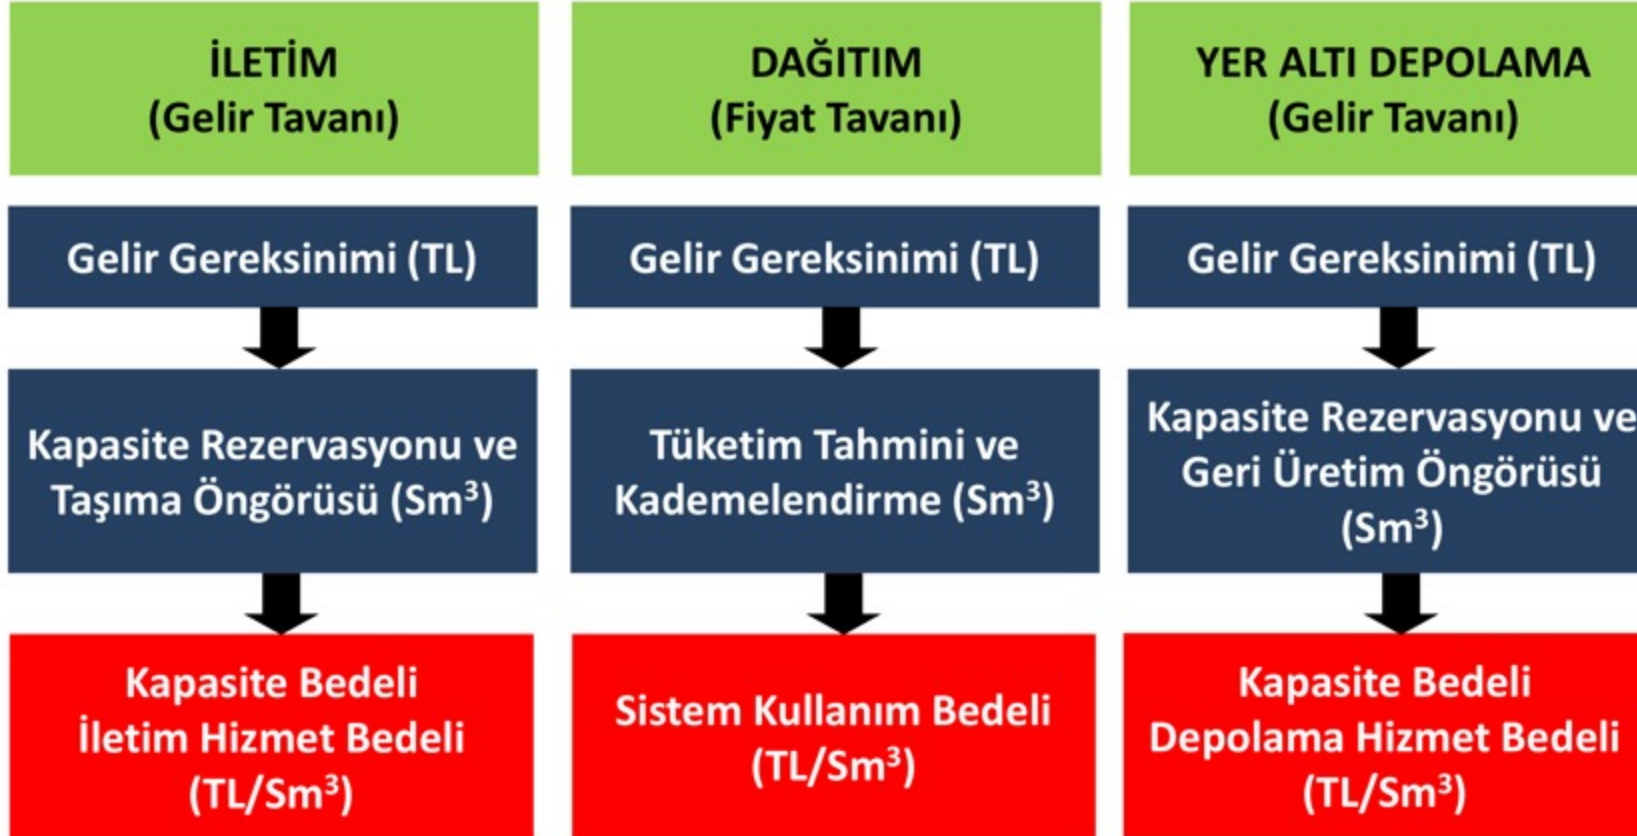 İLETİM
(Gelir Tavanı)
DAĞITIM
(Fiyat Tavanı)
YER ALTI DEPOLAMA
(Gelir Tavanı)
Gelir Gereksinimi (TL)
Gelir Gereksinimi (TL)
Gelir Gereksinimi (TL)
Kapasite Rezervasyonu ve
Taşıma Öngörüsü (Sm³)
Tüketim Tahmini ve
Kademelendirme (Sm³)
Kapasite Rezervasyonu ve
Geri Üretim Öngörüsü
(Sm³)
Kapasite Bedeli
İletim Hizmet Bedeli
(TL/Sm³)
Sistem Kullanım Bedeli
(TL/Sm³)
Kapasite Bedeli
Depolama Hizmet Bedeli
(TL/Sm³)